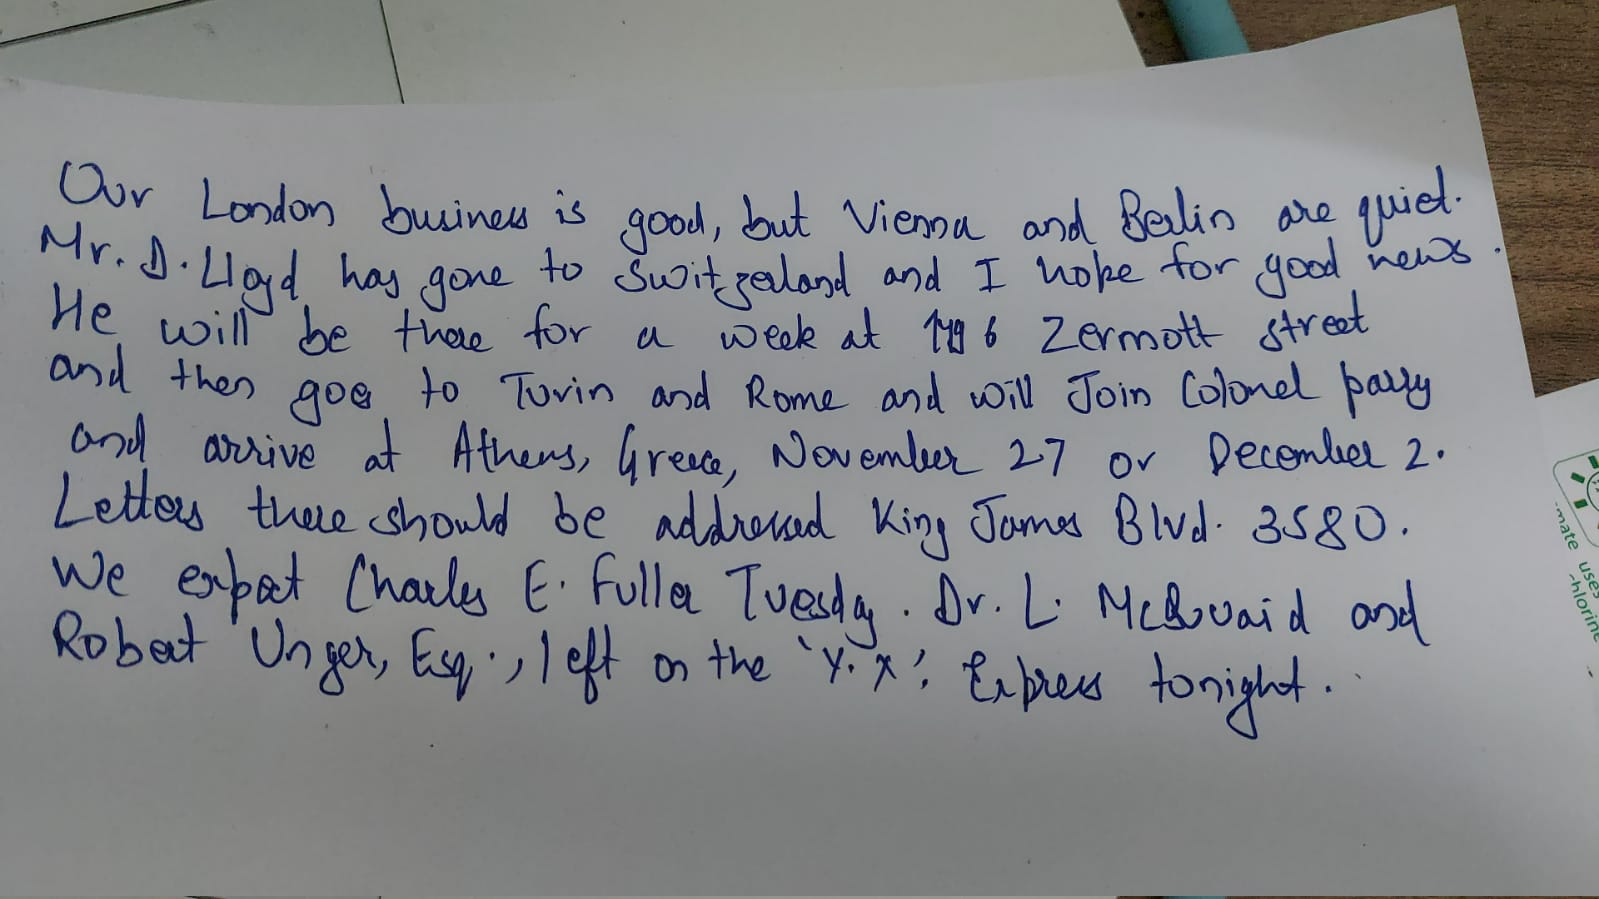 Our London business is good, but Vienna and Berlin are quiet.
Mr. D. Lloyd has gone to Switzerland and I hope for good news.
He will be there for a week at Zermott street
and then goes to Turin and Rome and will Join Colonel parry
and arrive at Athens, Greece, November 27 or December 2.
Letters there should be addressed King James Blvd. 3580.
We expect Charles E. Fuller Tuesday. Dr. L. McQuaid and
Robert Unger, Esq., left on the 'Y.X', Express tonight.
mate uses
chlorine